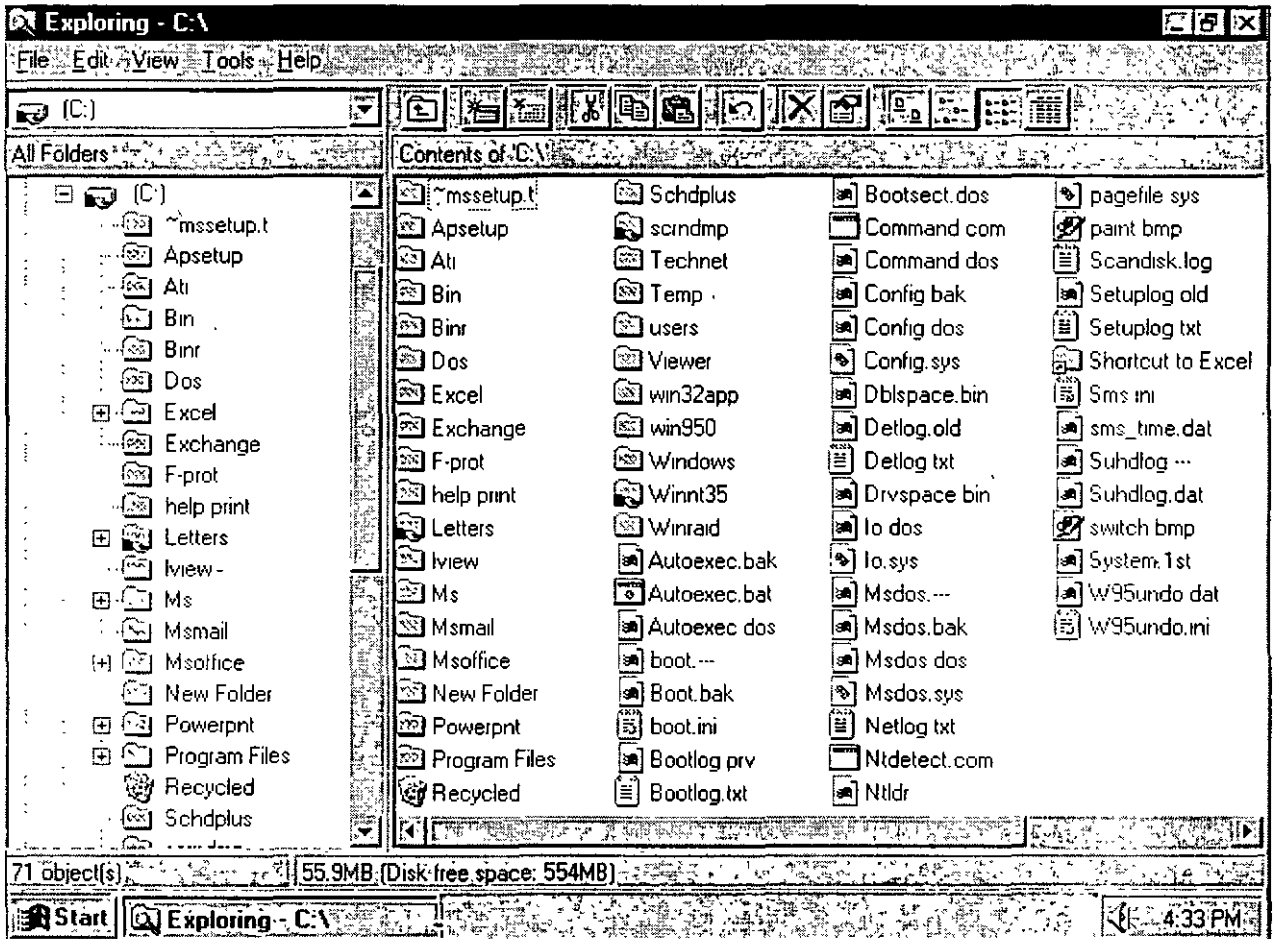 Exploring - C:\
File Edit View Tools Help
(C:)
All Folders
Contents of 'C:\'
(C:)
~mssetup.t
Apsetup
Ati
Bin
Binr
Dos
Excel
Exchange
F-prot
help print
Letters
Iview
Ms
Msmail
Msoffice
New Folder
Powerpnt
Program Files
Recycled
Schdplus
~mssetup.t
Apsetup
Ati
Bin
Binr
Dos
Excel
Exchange
F-prot
help print
Letters
Iview
Ms
Msmail
Msoffice
New Folder
Powerpnt
Program Files
Recycled
Schdplus
scrndmp
Technet
Temp
users
Viewer
win32app
win950
Windows
Winnt35
Winraid
Autoexec.bak
Autoexec.bat
Autoexec dos
boot.---
Boot.bak
boot.ini
Bootlog prv
Bootlog.txt
Bootsect.dos
Command com
Command dos
Config bak
Config dos
Config.sys
Dblspace.bin
Detlog.old
Detlog txt
Drvspace bin
Io dos
Io.sys
Msdos.---
Msdos.bak
Msdos dos
Msdos.sys
Netlog txt
Ntdetect.com
Ntldr
pagefile sys
paint bmp
Scandisk.log
Setuplog old
Setuplog txt
Shortcut to Excel
Sms ini
sms_time.dat
Suhdlog ---
Suhdlog.dat
switch bmp
System.1st
W95undo dat
W95undo.ini
71 object(s)
55.9MB (Disk free space: 554MB)
Start
Exploring - C:\
4:33 PM